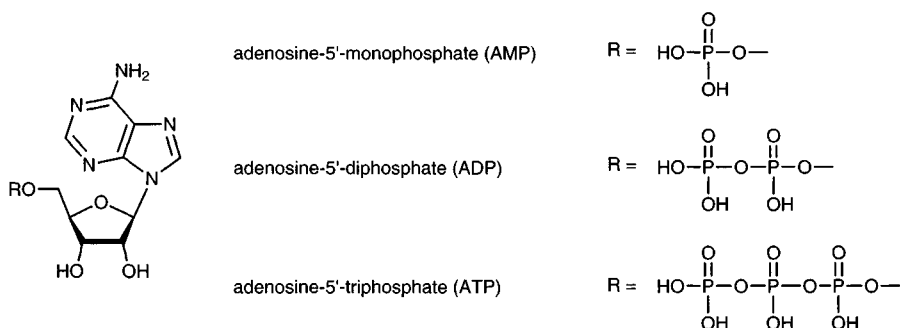 adenosine-5'-monophosphate (AMP) R = HO–P–O–
O
OH
NH₂
N
N
N
N
RO
O
HO OH
adenosine-5'-diphosphate (ADP) R = HO–P–O–P–O–
O O
OH OH
adenosine-5'-triphosphate (ATP) R = HO–P–O–P–O–P–O–
O O O
OH OH OH